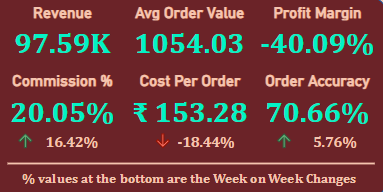 Revenue Avg Order Value Profit Margin
97.59K 1054.03 -40.09%
Commission % Cost Per Order Order Accuracy
20.05% ₹ 153.28 70.66%
↑ 16.42% ↓ -18.44% ↑ 5.76%
% values at the bottom are the Week on Week Changes